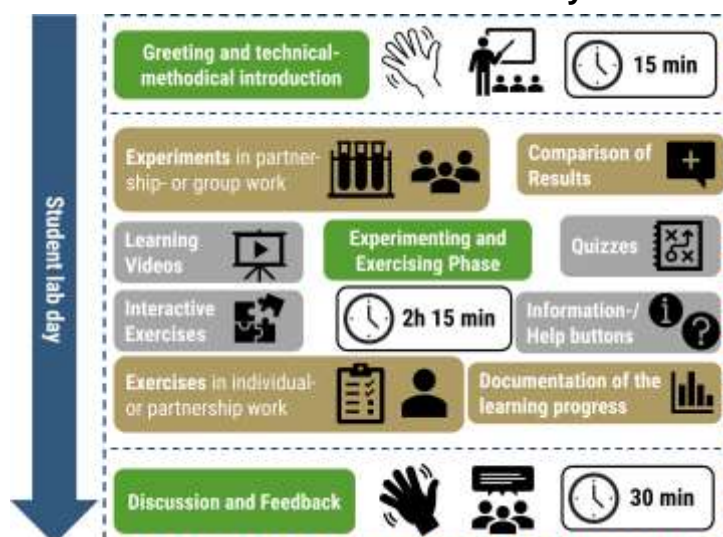 Greeting and technical-
methodical introduction
15 min
Student lab day
Experiments in partner-
ship- or group work
Comparison of
Results
Learning
Videos
Experimenting and
Exercising Phase
Quizzes
Interactive
Exercises
2h 15 min
Information-/
Help buttons
Exercises in individual-
or partnership work
Documentation of the
learning progress
Discussion and Feedback
30 min